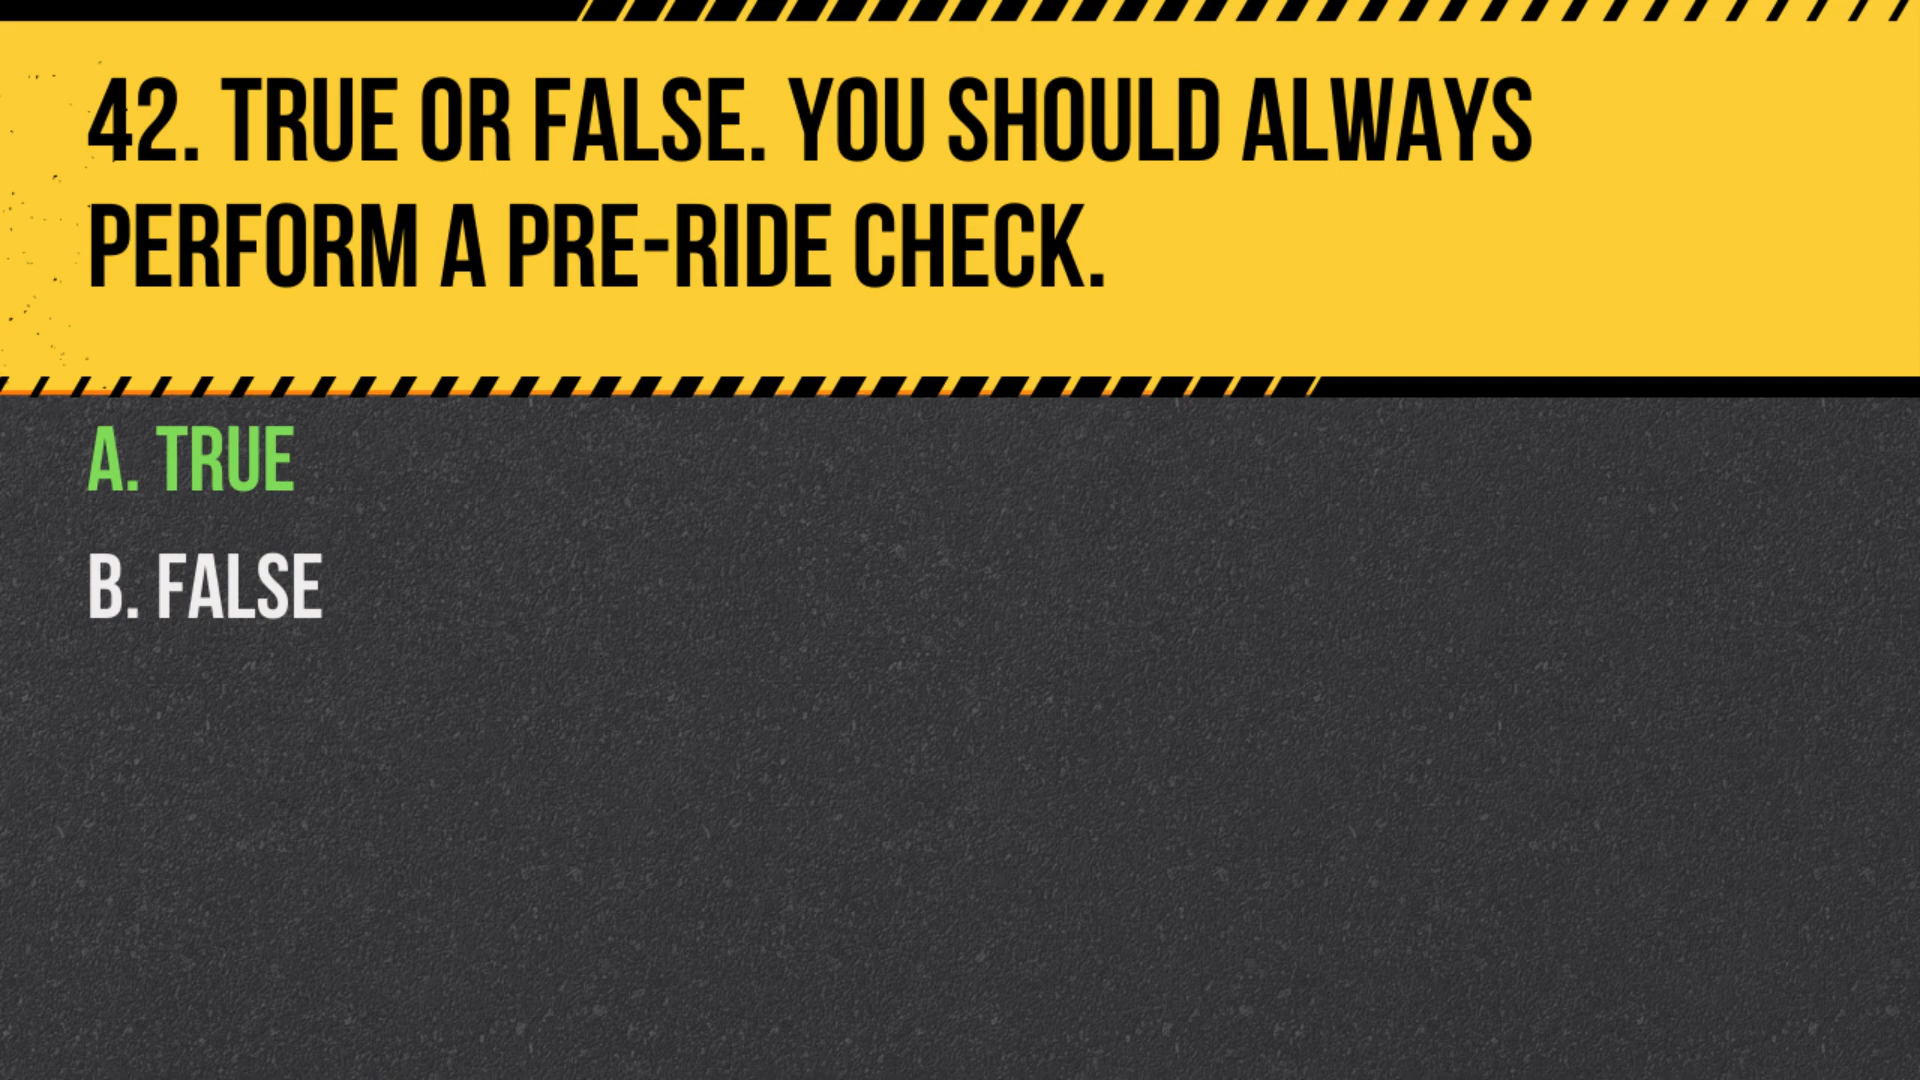 42. TRUE OR FALSE. YOU SHOULD ALWAYS
PERFORM A PRE-RIDE CHECK.
A. TRUE
B. FALSE